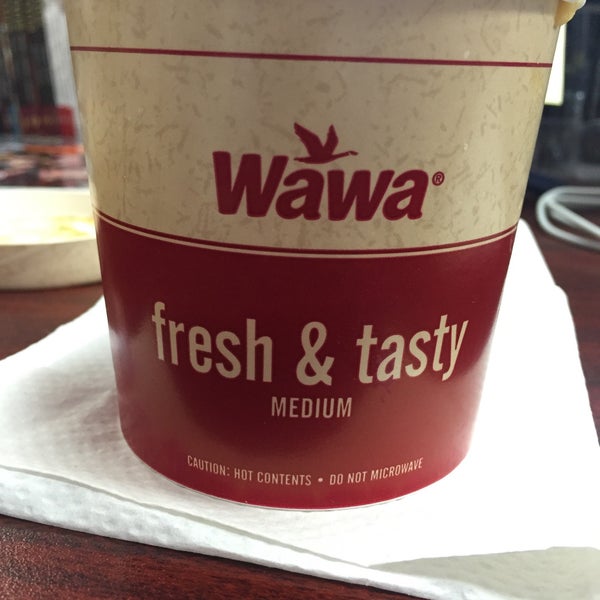 Wawa®
fresh & tasty
MEDIUM
CAUTION: HOT CONTENTS • DO NOT MICROWAVE